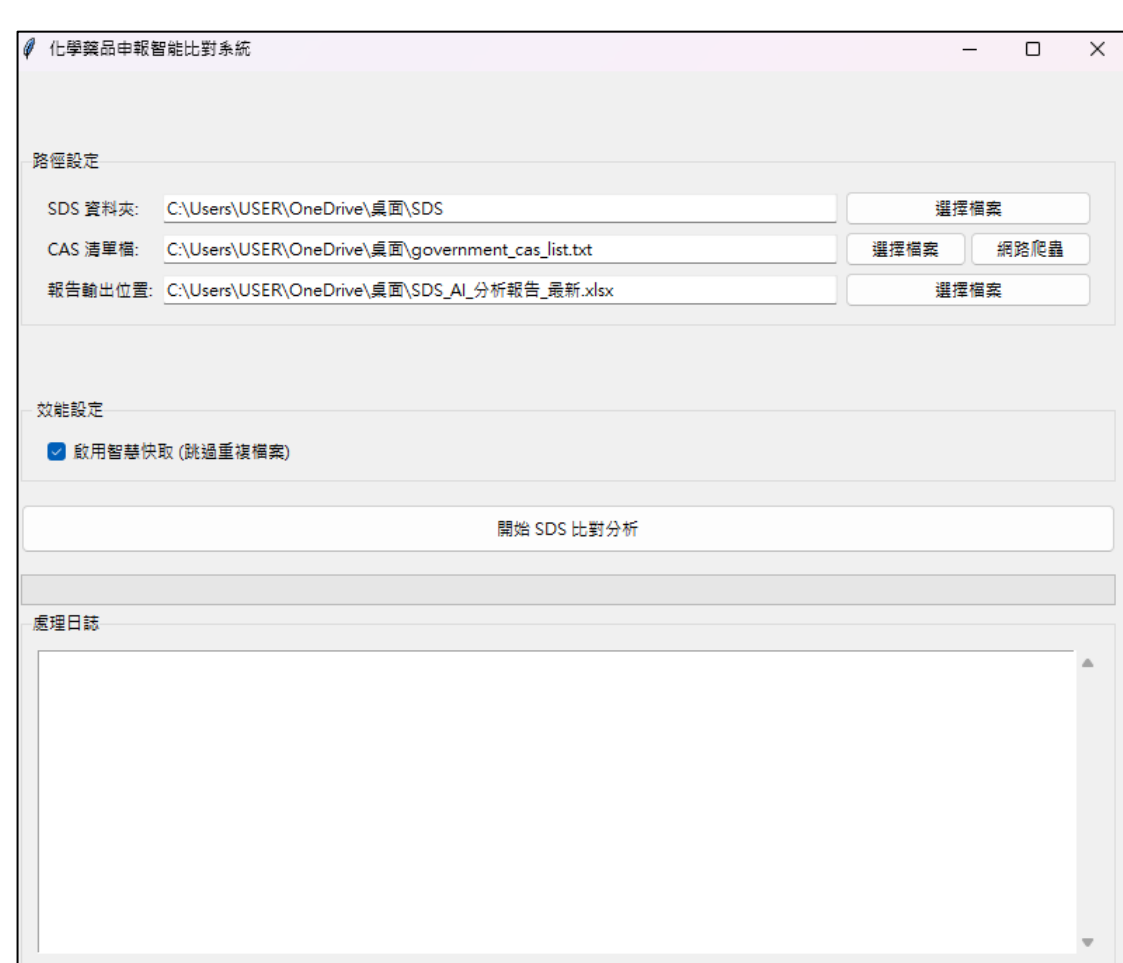 化學藥品申報智能比對系統
路徑設定
SDS 資料夾: C:\Users\USER\OneDrive\桌面\SDS 選擇檔案
CAS 清單檔: C:\Users\USER\OneDrive\桌面\government_cas_list.txt 選擇檔案 網路爬蟲
報告輸出位置: C:\Users\USER\OneDrive\桌面\SDS_AI_分析報告_最新.xlsx 選擇檔案
效能設定
啟用智慧快取 (跳過重複檔案)
開始 SDS 比對分析
處理日誌